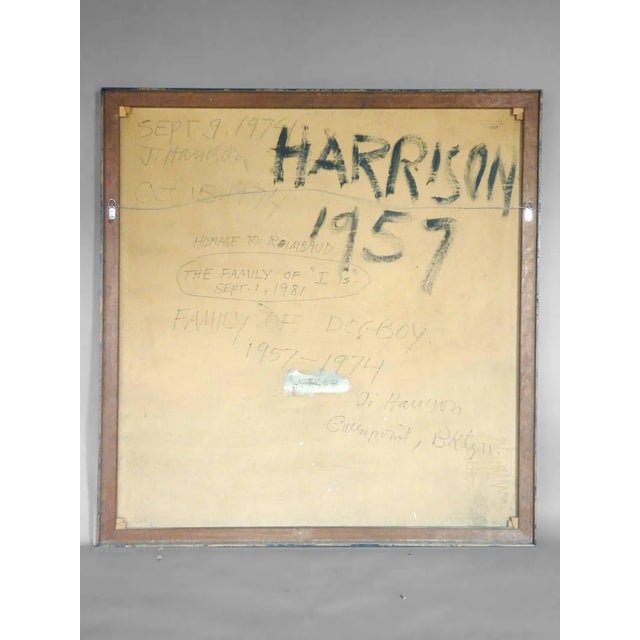 SEPT. 9, 1974
J. Harrison
OCT 15. 1974
HARRISON
1957
HOMAGE TO RIMBAUD
THE FAMILY OF "I is"
SEPT. 1, 1981
FAMILY OF DOGBOY.
1957-1974
J. Harrison
Greenpoint, BKlyn.